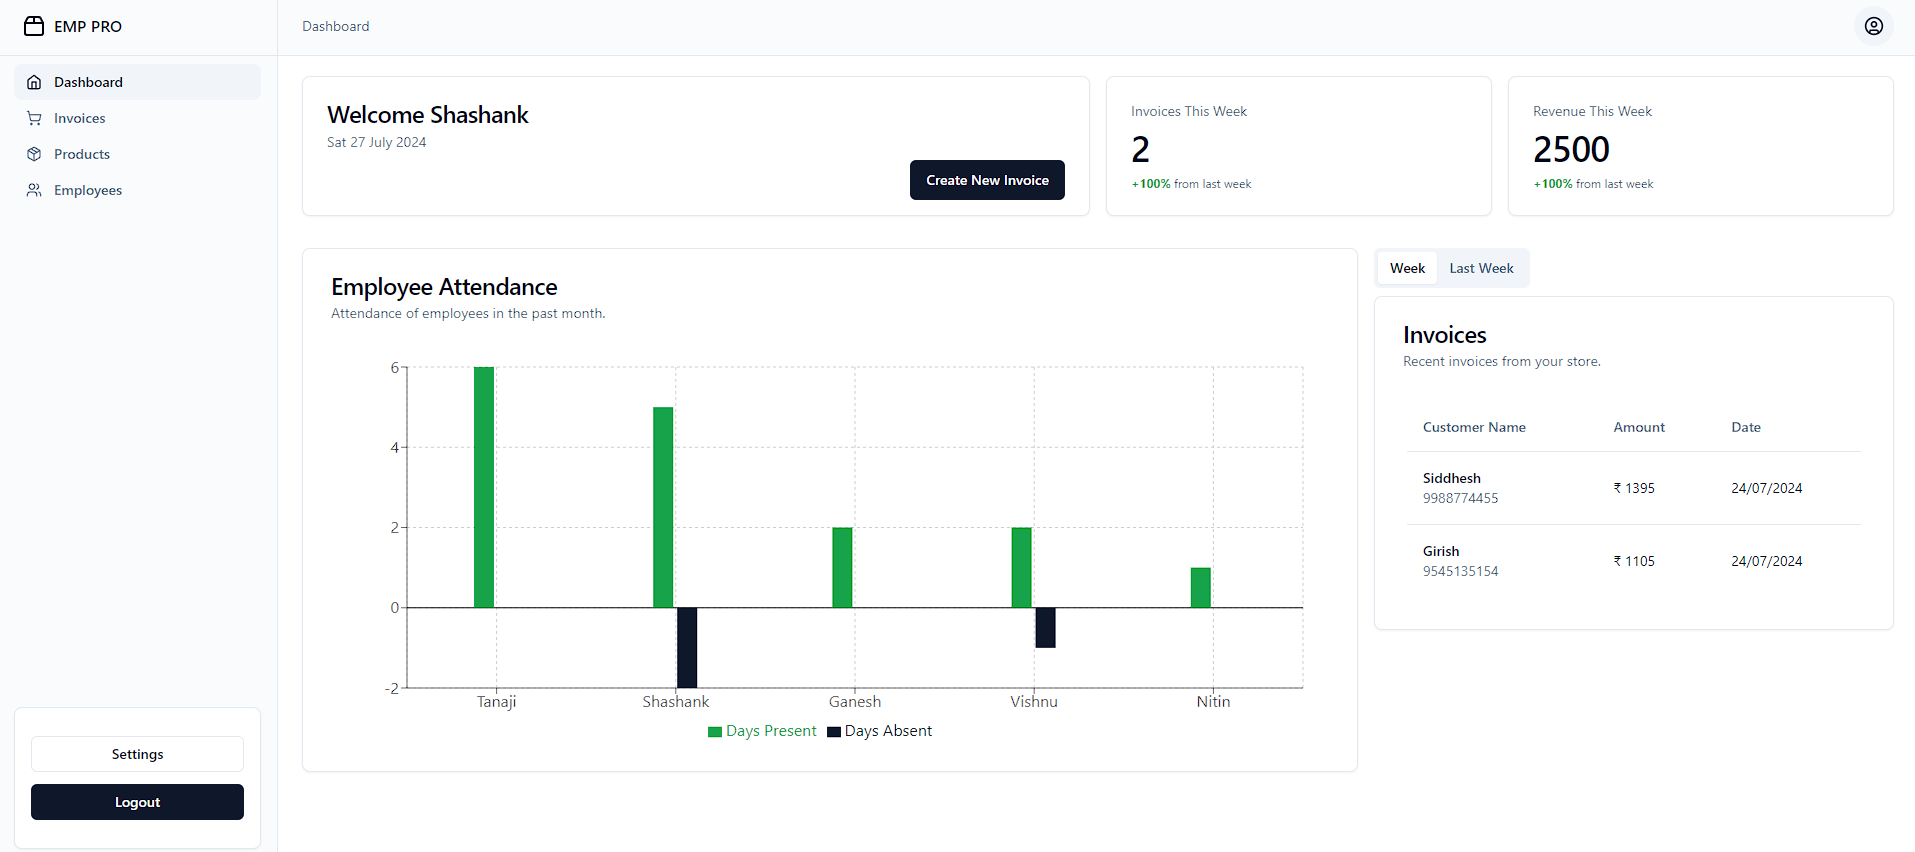 EMP PRO
Dashboard
Invoices
Products
Employees
Settings
Logout
Dashboard
Welcome Shashank
Sat 27 July 2024
Create New Invoice
Invoices This Week
2
+100% from last week
Revenue This Week
2500
+100% from last week
Employee Attendance
Attendance of employees in the past month.
6
4
2
0
-2
Tanaji Shashank Ganesh Vishnu Nitin
Days Present Days Absent
Week Last Week
Invoices
Recent invoices from your store.
Customer Name Amount Date
Siddhesh
9988774455
₹ 1395 24/07/2024
Girish
9545135154
₹ 1105 24/07/2024